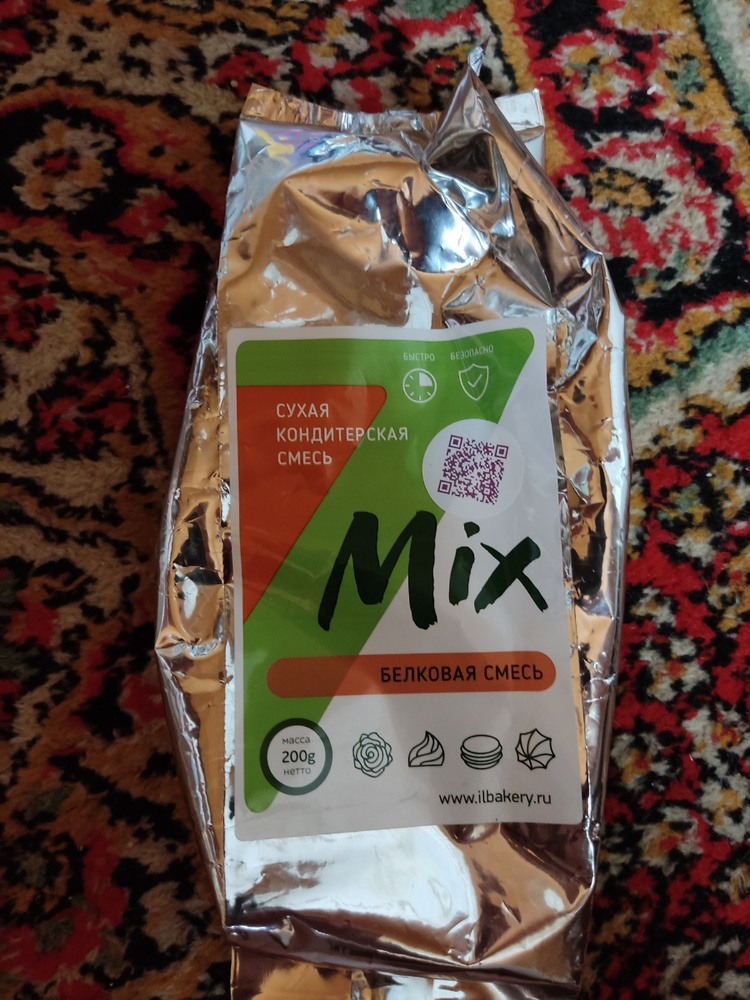 БЫСТРО БЕЗОПАСНО
СУХАЯ
КОНДИТЕРСКАЯ
СМЕСЬ
Mix
БЕЛКОВАЯ СМЕСЬ
масса
200g
нетто
www.ilbakery.ru